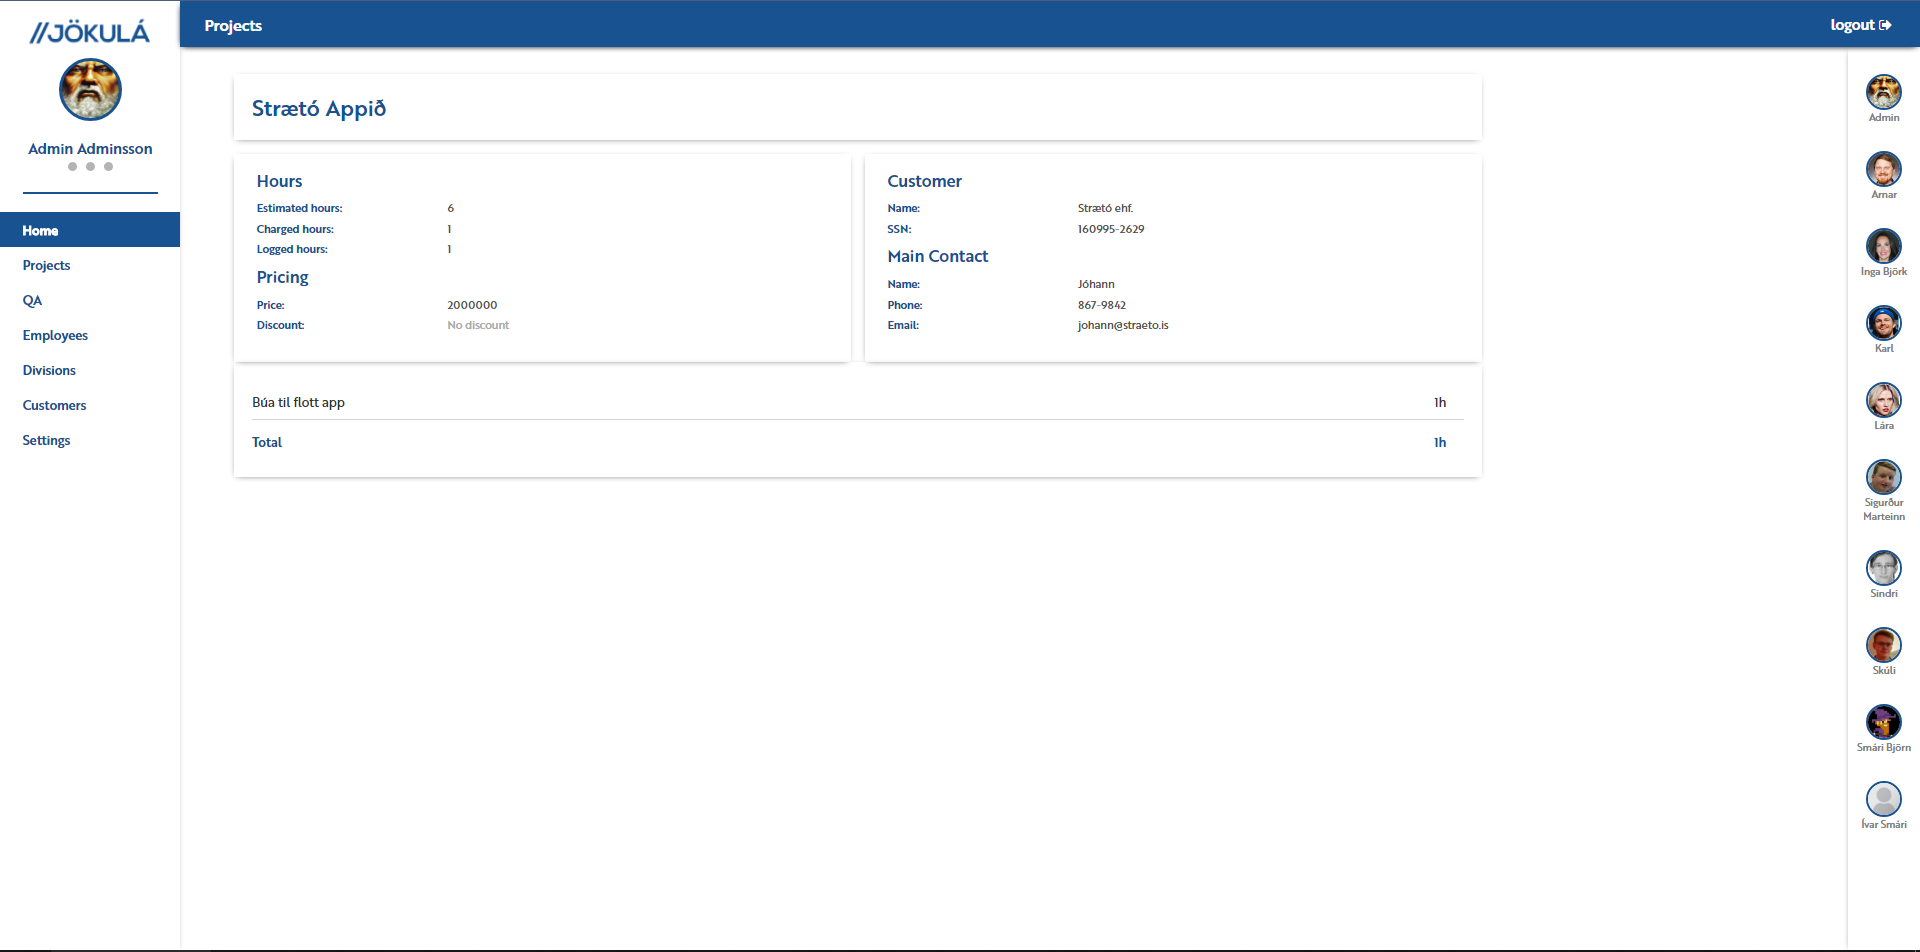 //JÖKULÁ
Admin Adminsson
Home
Projects
QA
Employees
Divisions
Customers
Settings
Projects
logout
Strætó Appið
Hours
Estimated hours: 6
Charged hours: 1
Logged hours: 1
Pricing
Price: 2000000
Discount: No discount
Customer
Name: Strætó ehf.
SSN: 160995-2629
Main Contact
Name: Jóhann
Phone: 867-9842
Email: johann@straeto.is
Búa til flott app 1h
Total 1h
Admin
Arnar
Inga Björk
Karl
Lára
Sigurður
Marteinn
Sindri
Skúli
Smári Björn
Ívar Smári